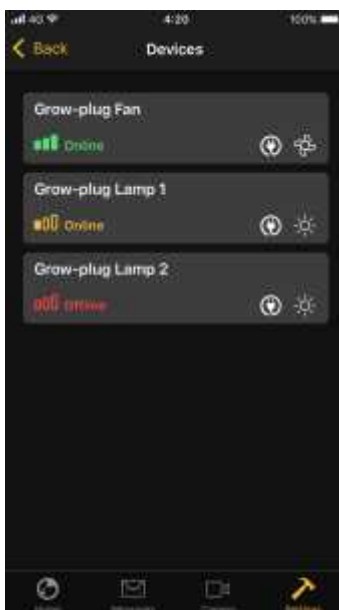 4G 4:20 100%
Back Devices
Grow-plug Fan
Online
Grow-plug Lamp 1
Online
Grow-plug Lamp 2
Offline